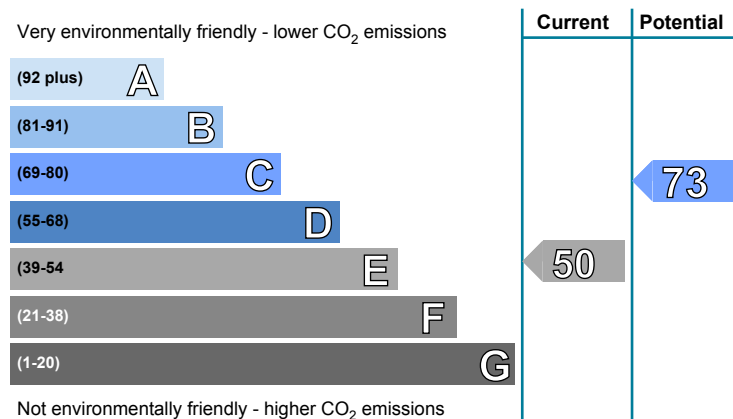 Very environmentally friendly - lower CO2 emissions
Current
Potential
(92 plus) A
(81-91) B
(69-80) C
73
(55-68) D
(39-54 E
50
(21-38) F
(1-20) G
Not environmentally friendly - higher CO2 emissions